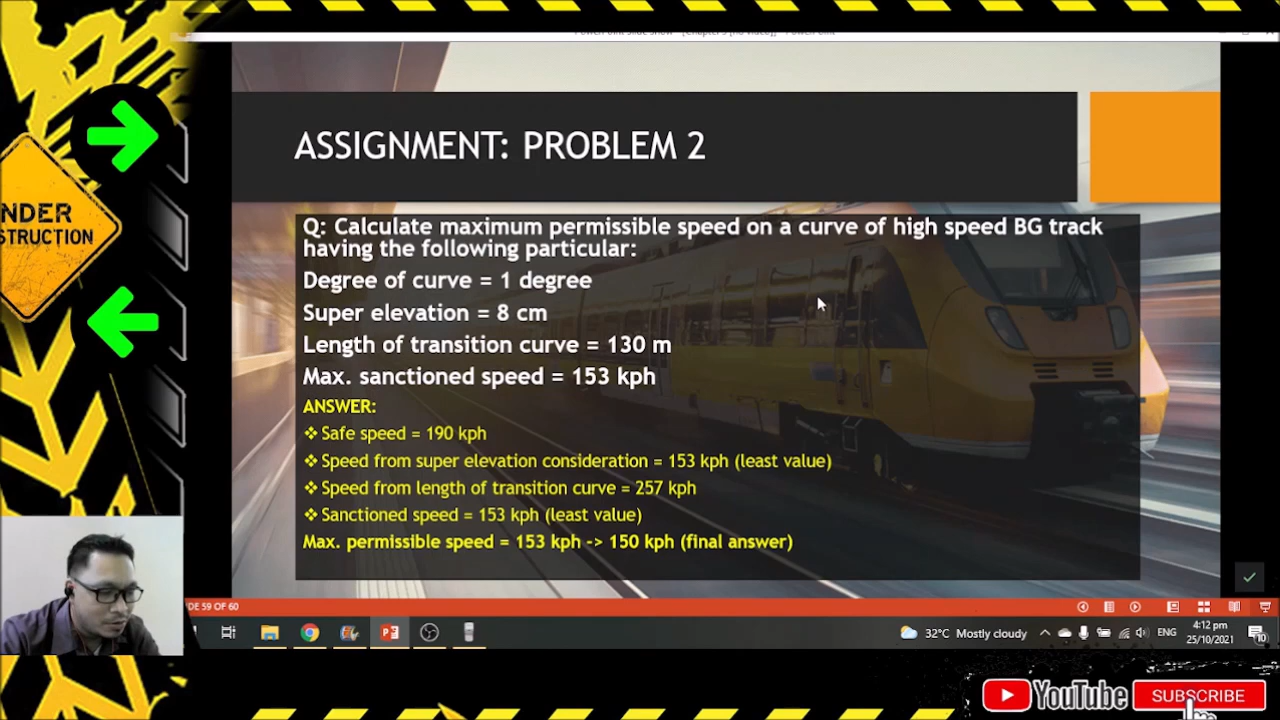 ASSIGNMENT: PROBLEM 2
Q: Calculate maximum permissible speed on a curve of high speed BG track
having the following particular:
Degree of curve = 1 degree
Super elevation = 8 cm
Length of transition curve = 130 m
Max. sanctioned speed = 153 kph
ANSWER:
❖ Safe speed = 190 kph
❖ Speed from super elevation consideration = 153 kph (least value)
❖ Speed from length of transition curve = 257 kph
❖ Sanctioned speed = 153 kph (least value)
Max. permissible speed = 153 kph -> 150 kph (final answer)
NDER
STRUCTION
DE 59 OF 60
32°C Mostly cloudy
ENG
4:12 pm
25/10/2021
10
YouTube
SUBSCRIBE